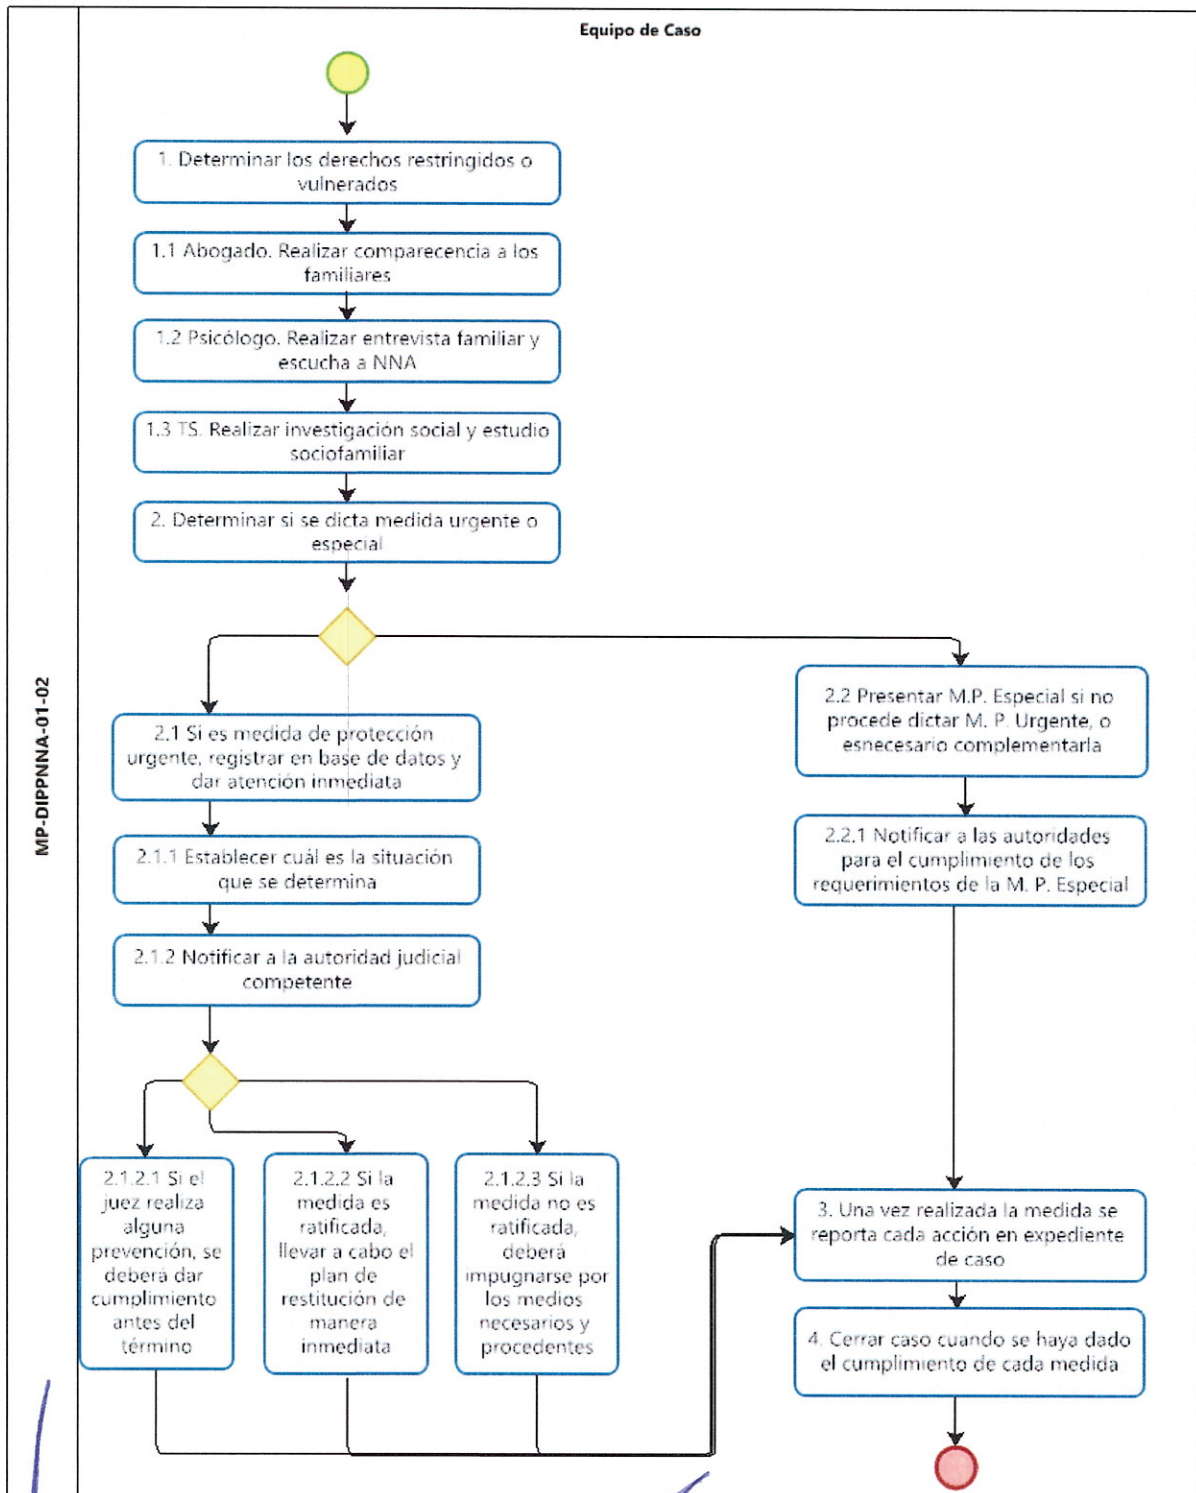 Equipo de Caso
MP-DIPPNNA-01-02
1. Determinar los derechos restringidos o
vulnerados
1.1 Abogado. Realizar comparecencia a los
familiares
1.2 Psicólogo. Realizar entrevista familiar y
escucha a NNA
1.3 TS. Realizar investigación social y estudio
sociofamiliar
2. Determinar si se dicta medida urgente o
especial
2.1 Si es medida de protección
urgente, registrar en base de datos y
dar atención inmediata
2.1.1 Establecer cuál es la situación
que se determina
2.1.2 Notificar a la autoridad judicial
competente
2.1.2.1 Si el
juez realiza
alguna
prevención, se
deberá dar
cumplimiento
antes del
término
2.1.2.2 Si la
medida es
ratificada,
llevar a cabo el
plan de
restitución de
manera
inmediata
2.1.2.3 Si la
medida no es
ratificada,
deberá
impugnarse por
los medios
necesarios y
procedentes
2.2 Presentar M.P. Especial si no
procede dictar M. P. Urgente, o
esnecesario complementarla
2.2.1 Notificar a las autoridades
para el cumplimiento de los
requerimientos de la M. P. Especial
3. Una vez realizada la medida se
reporta cada acción en expediente
de caso
4. Cerrar caso cuando se haya dado
el cumplimiento de cada medida